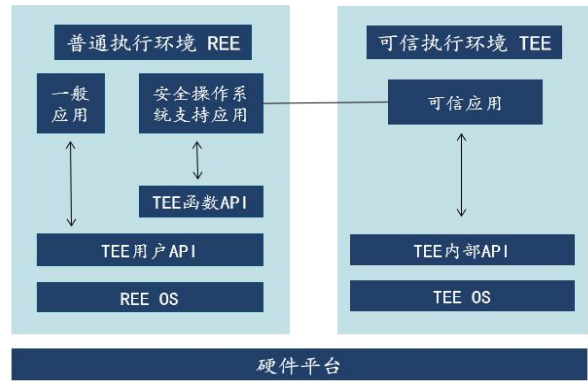 普通执行环境 REE
一般
应用
安全操作系
统支持应用
TEE函数API
TEE用户API
REE OS
可信执行环境 TEE
可信应用
TEE内部API
TEE OS
硬件平台